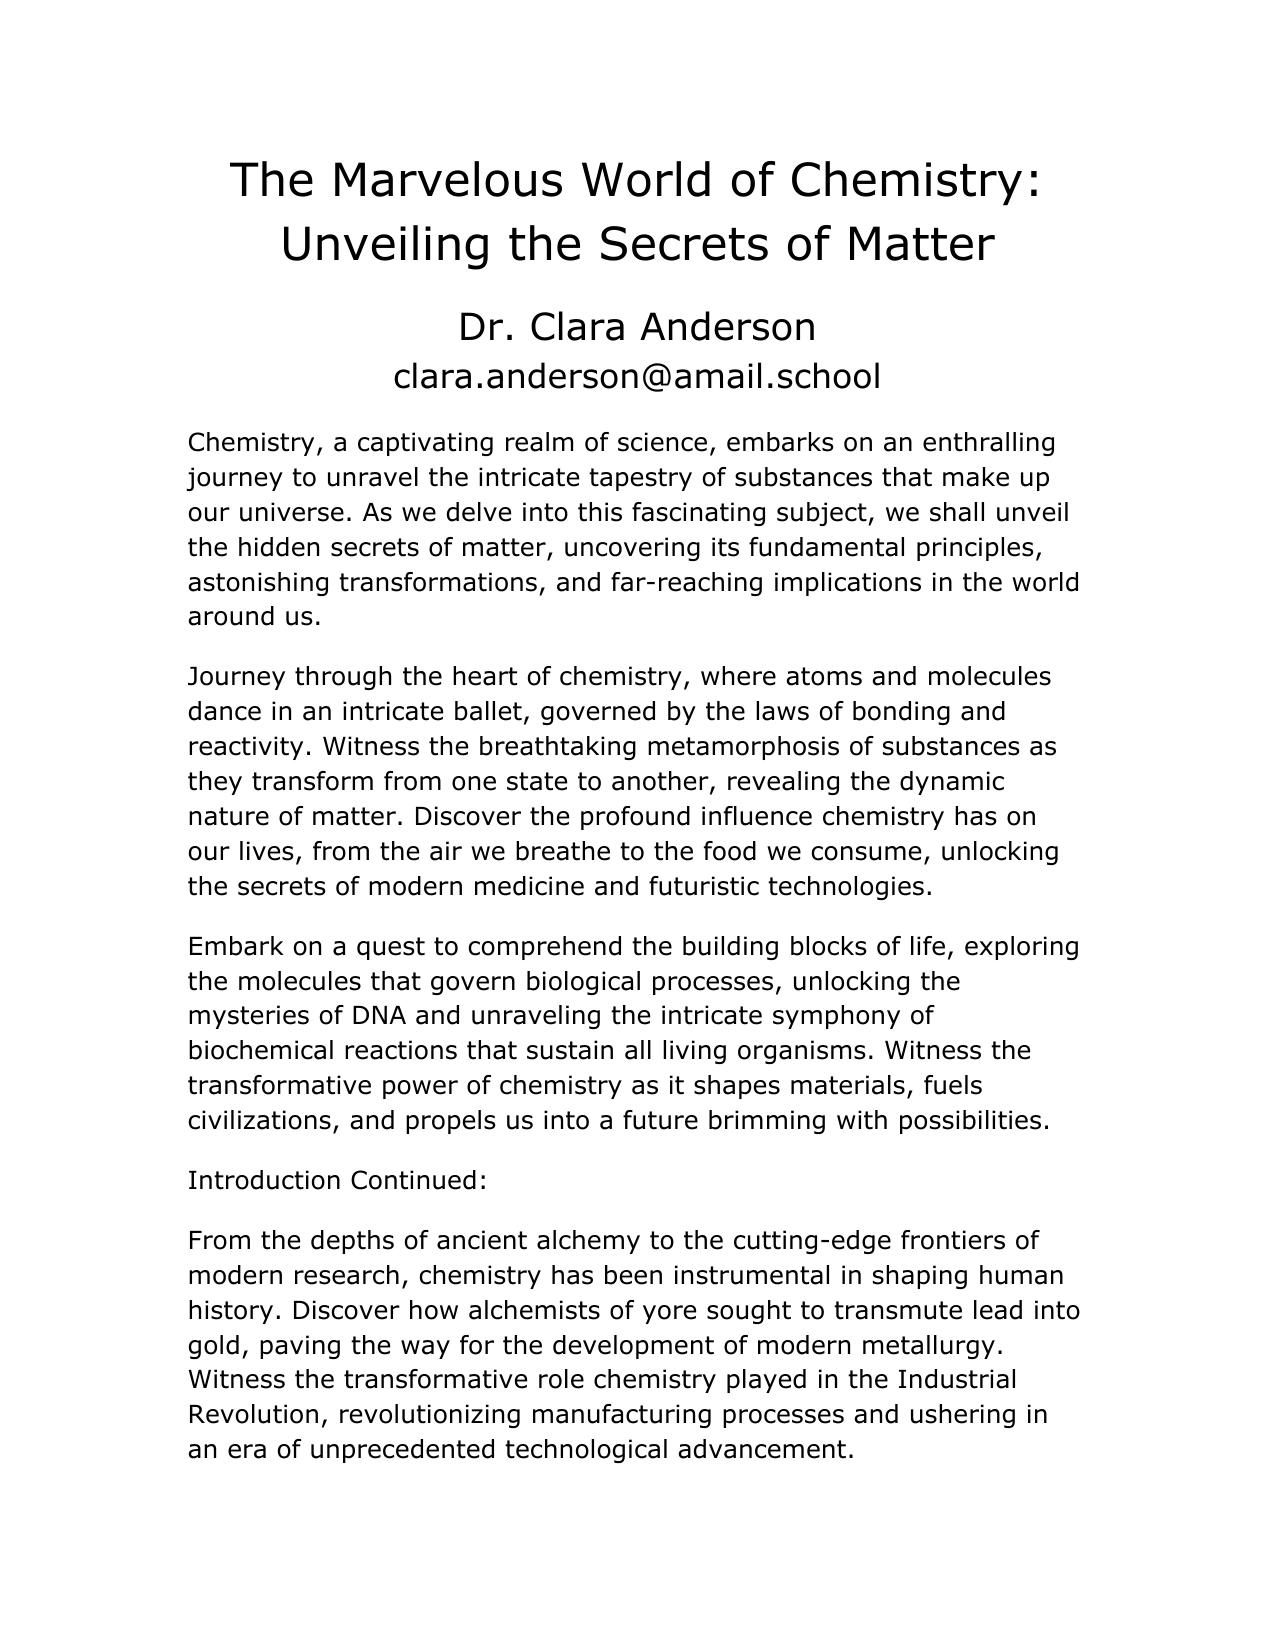 The Marvelous World of Chemistry:
Unveiling the Secrets of Matter
Dr. Clara Anderson
clara.anderson@amail.school
Chemistry, a captivating realm of science, embarks on an enthralling
journey to unravel the intricate tapestry of substances that make up
our universe. As we delve into this fascinating subject, we shall unveil
the hidden secrets of matter, uncovering its fundamental principles,
astonishing transformations, and far-reaching implications in the world
around us.
Journey through the heart of chemistry, where atoms and molecules
dance in an intricate ballet, governed by the laws of bonding and
reactivity. Witness the breathtaking metamorphosis of substances as
they transform from one state to another, revealing the dynamic
nature of matter. Discover the profound influence chemistry has on
our lives, from the air we breathe to the food we consume, unlocking
the secrets of modern medicine and futuristic technologies.
Embark on a quest to comprehend the building blocks of life, exploring
the molecules that govern biological processes, unlocking the
mysteries of DNA and unraveling the intricate symphony of
biochemical reactions that sustain all living organisms. Witness the
transformative power of chemistry as it shapes materials, fuels
civilizations, and propels us into a future brimming with possibilities.
Introduction Continued:
From the depths of ancient alchemy to the cutting-edge frontiers of
modern research, chemistry has been instrumental in shaping human
history. Discover how alchemists of yore sought to transmute lead into
gold, paving the way for the development of modern metallurgy.
Witness the transformative role chemistry played in the Industrial
Revolution, revolutionizing manufacturing processes and ushering in
an era of unprecedented technological advancement.